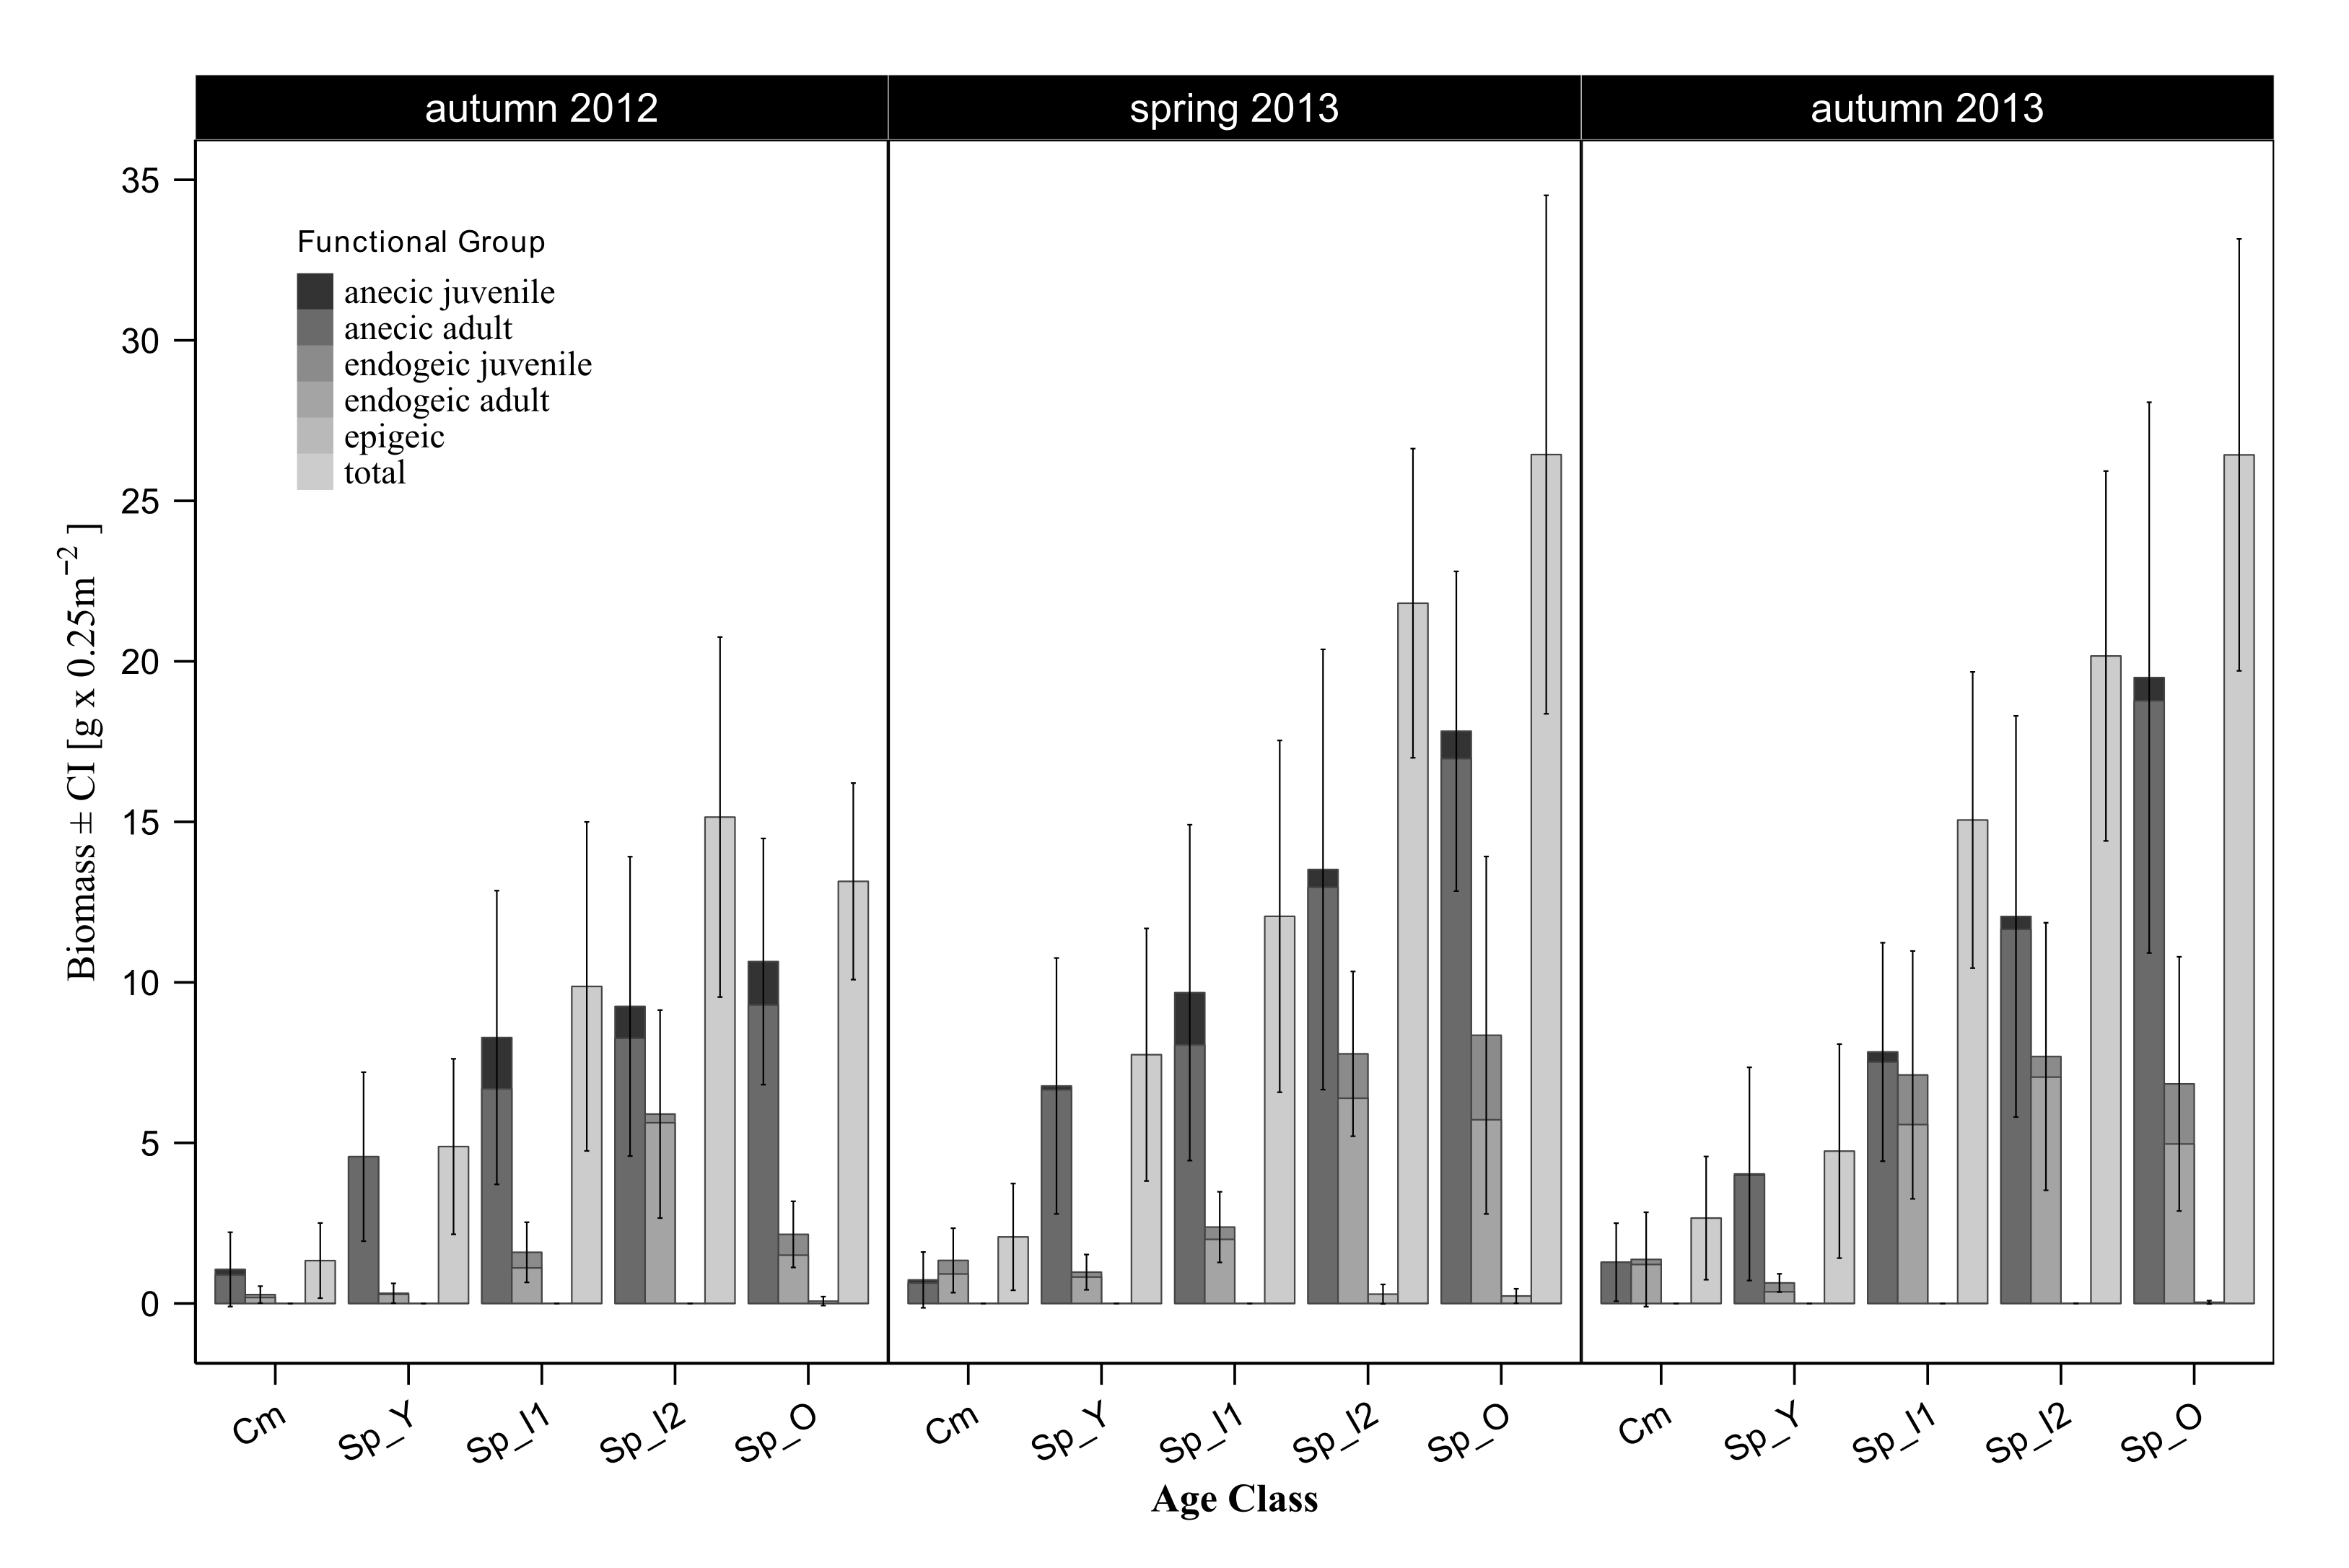 autumn 2012
spring 2013
autumn 2013
Biomass ± CI [g x 0.25m⁻² ]
35
30
25
20
15
10
5
0
Functional Group
anecic juvenile
anecic adult
endogeic juvenile
endogeic adult
epigeic
total
Cm
Sp_Y
Sp_I1
Sp_I2
Sp_O
Cm
Sp_Y
Sp_I1
Sp_I2
Sp_O
Cm
Sp_Y
Sp_I1
Sp_I2
Sp_O
Age Class